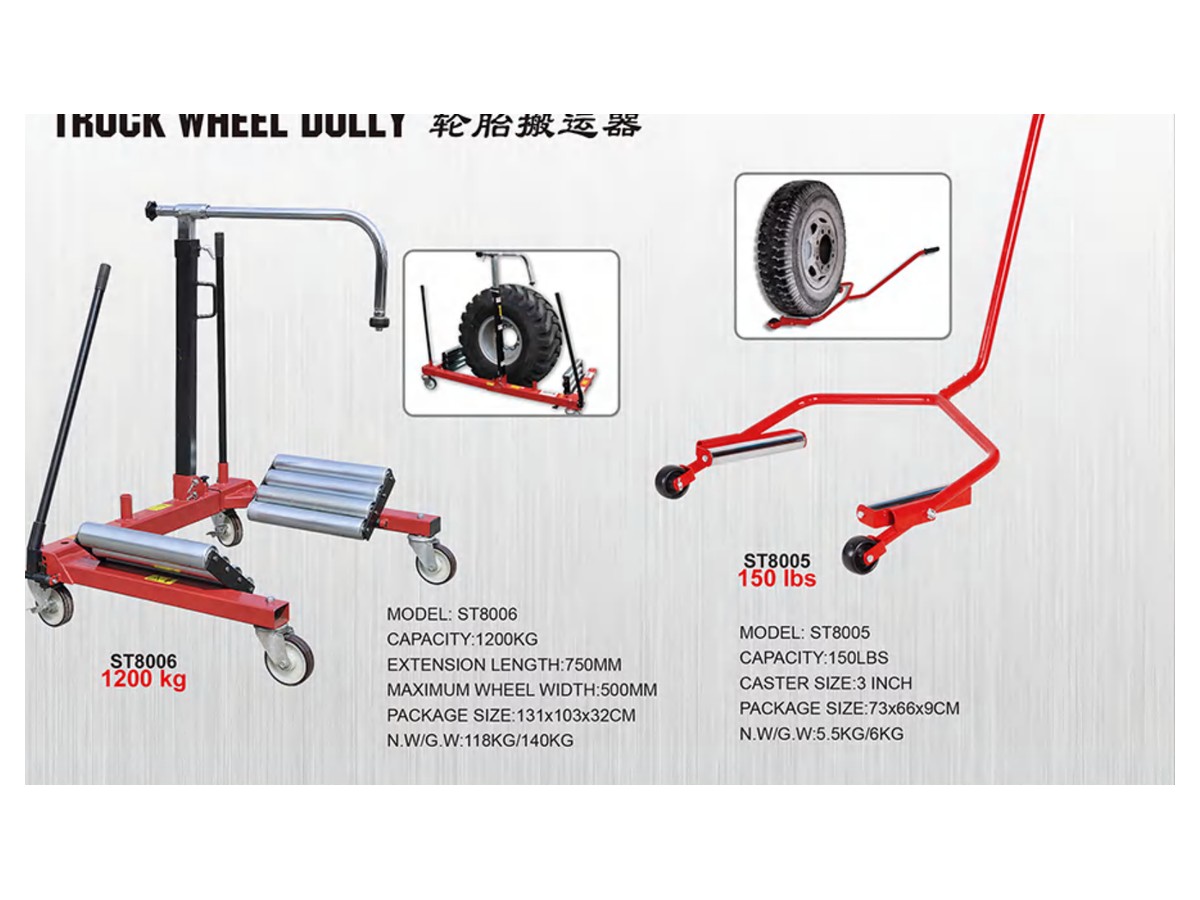 TRUCK WHEEL DOLLY 轮胎搬运器
ST8006
1200 kg
MODEL: ST8006
CAPACITY:1200KG
EXTENSION LENGTH:750MM
MAXIMUM WHEEL WIDTH:500MM
PACKAGE SIZE:131x103x32CM
N.W/G.W:118KG/140KG
ST8005
150 lbs
MODEL: ST8005
CAPACITY:150LBS
CASTER SIZE:3 INCH
PACKAGE SIZE:73x66x9CM
N.W/G.W:5.5KG/6KG